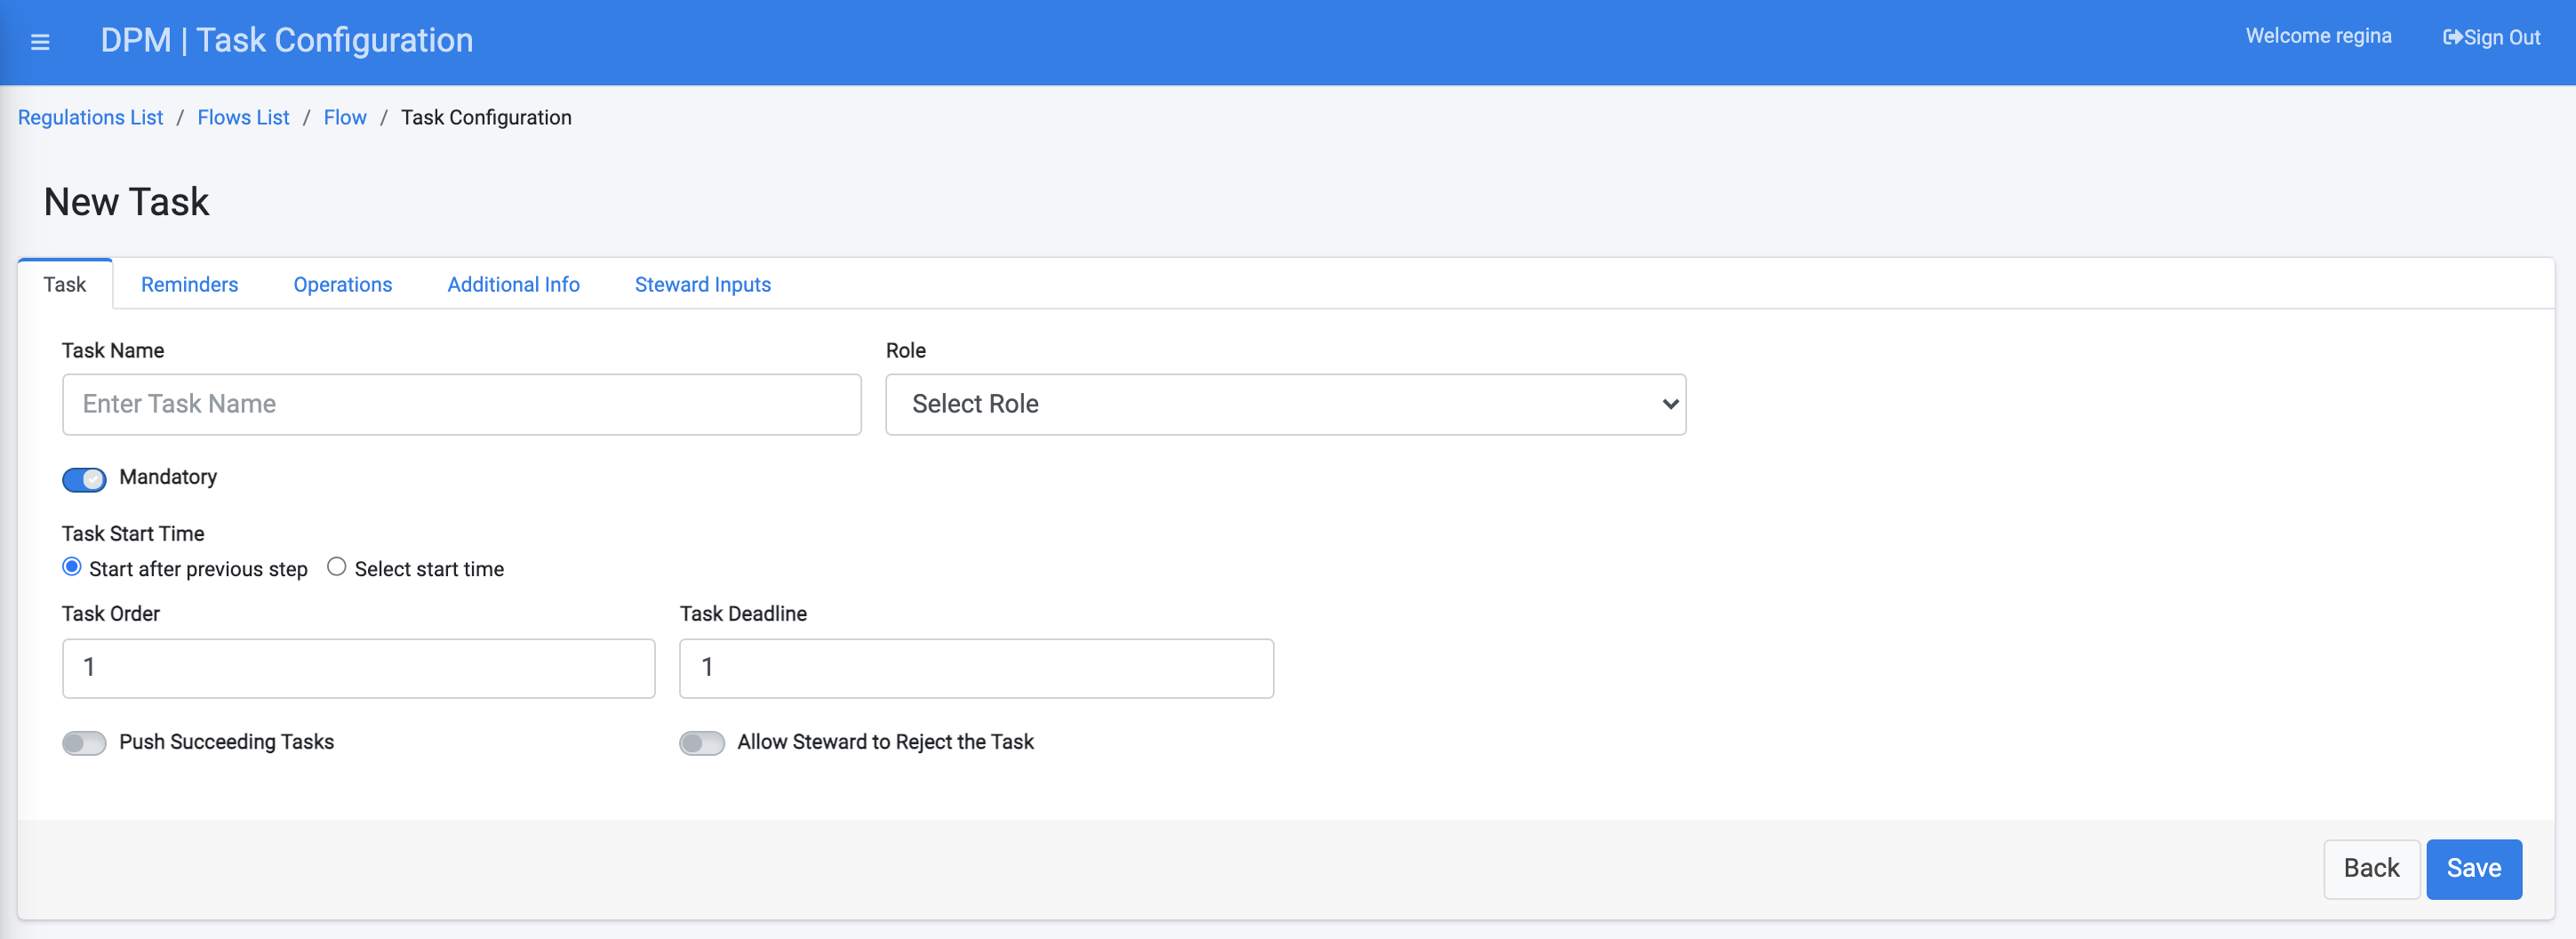 DPM | Task Configuration
Welcome regina
Sign Out
Regulations List / Flows List / Flow / Task Configuration
New Task
Task
Reminders
Operations
Additional Info
Steward Inputs
Task Name
Role
Enter Task Name
Select Role
Mandatory
Task Start Time
Start after previous step
Select start time
Task Order
Task Deadline
1
1
Push Succeeding Tasks
Allow Steward to Reject the Task
Back
Save